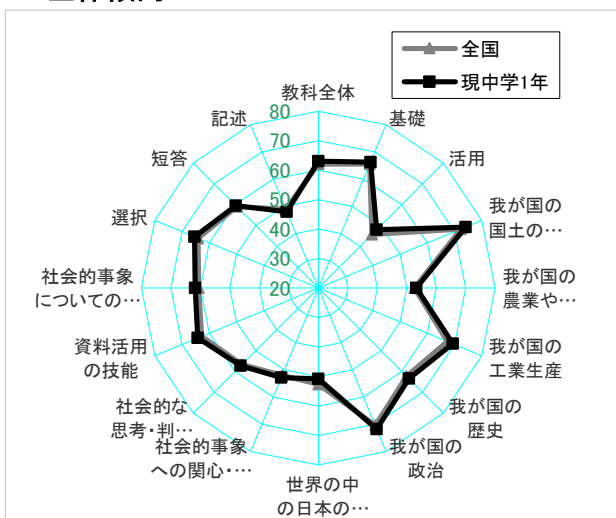 全国
現中学1年
教科全体
基礎
活用
我が国の
国土の…
我が国の
農業や…
我が国の
工業生産
我が国の
歴史
我が国の
政治
世界の中
の日本の…
社会的事象
への関心・…
社会的な
思考・判…
資料活用
の技能
社会的事象
についての…
選択
短答
記述
80
70
60
50
40
30
20